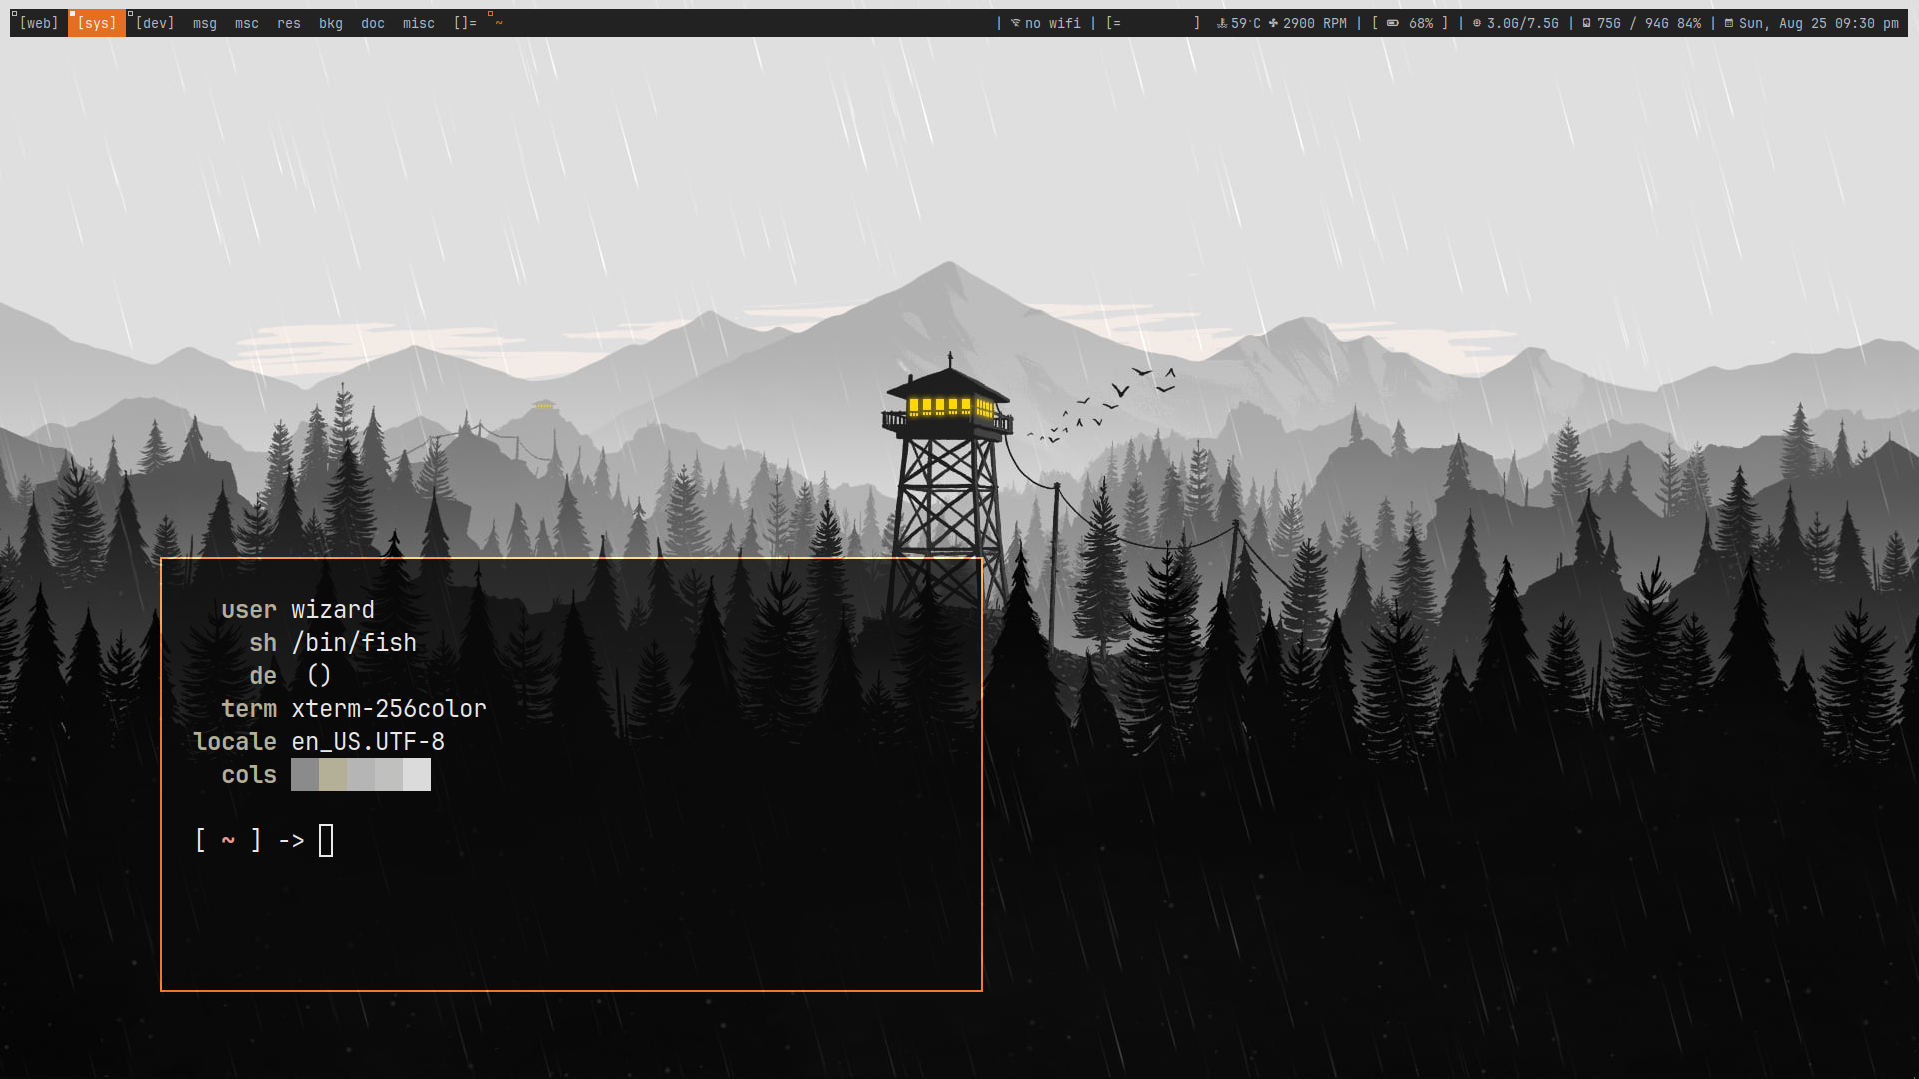 [web] [sys] [dev] msg msc res bkg doc misc []= ~ | no wifi | [= ] 59°C 2900 RPM | [ 68% ] | 3.0G/7.5G | 75G / 94G 84% | Sun, Aug 25 09:30 pm
user wizard
sh /bin/fish
de ()
term xterm-256color
locale en_US.UTF-8
cols
[ ~ ] ->